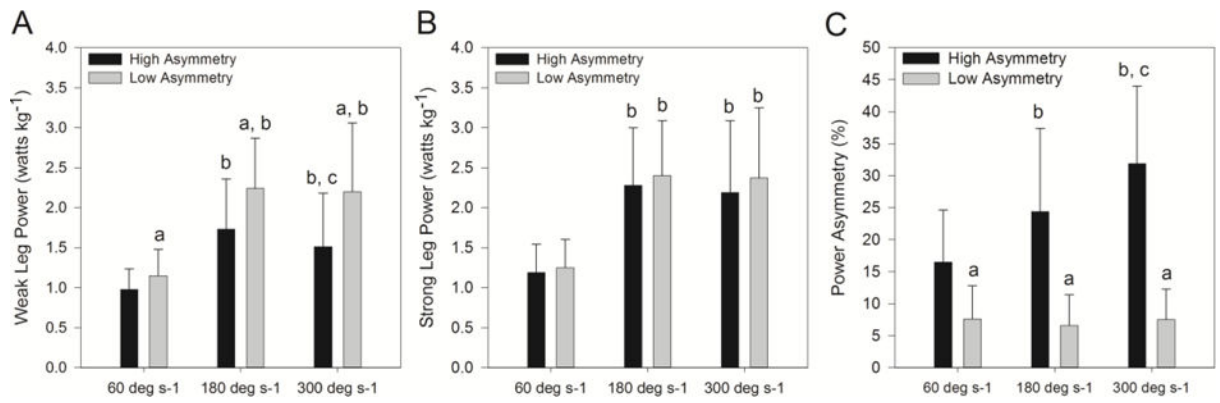 A
High Asymmetry
Low Asymmetry
Weak Leg Power (watts kg-1)
4.0
3.5
3.0
2.5
2.0
1.5
1.0
0.5
0.0
a
b
a, b
b, c
a, b
60 deg s-1
180 deg s-1
300 deg s-1
B
High Asymmetry
Low Asymmetry
Strong Leg Power (watts kg-1)
4.0
3.5
3.0
2.5
2.0
1.5
1.0
0.5
0.0
b
b
b
b
60 deg s-1
180 deg s-1
300 deg s-1
C
High Asymmetry
Low Asymmetry
Power Asymmetry (%)
50
45
40
35
30
25
20
15
10
5
0
a
b
a
b, c
a
60 deg s-1
180 deg s-1
300 deg s-1